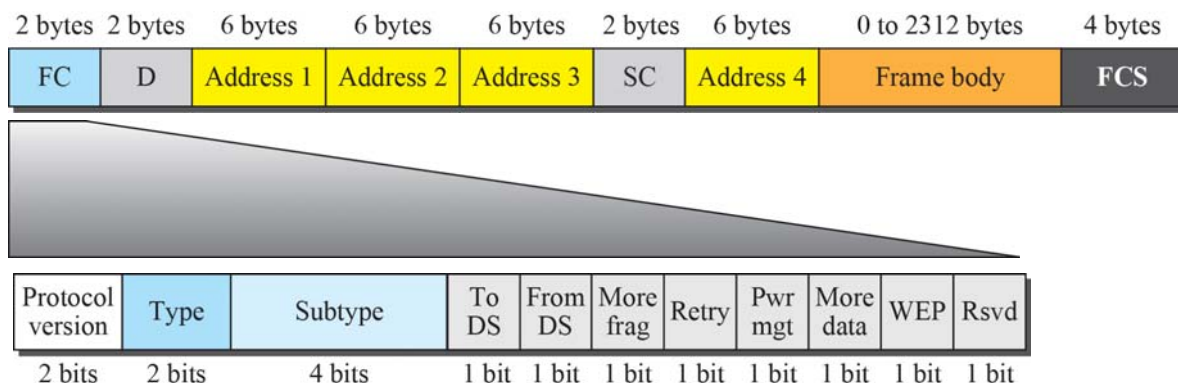 2 bytes 2 bytes 6 bytes 6 bytes 6 bytes 2 bytes 6 bytes 0 to 2312 bytes 4 bytes
FC D Address 1 Address 2 Address 3 SC Address 4 Frame body FCS
Protocol version Type Subtype To DS From DS More frag Retry Pwr mgt More data WEP Rsvd
2 bits 2 bits 4 bits 1 bit 1 bit 1 bit 1 bit 1 bit 1 bit 1 bit 1 bit